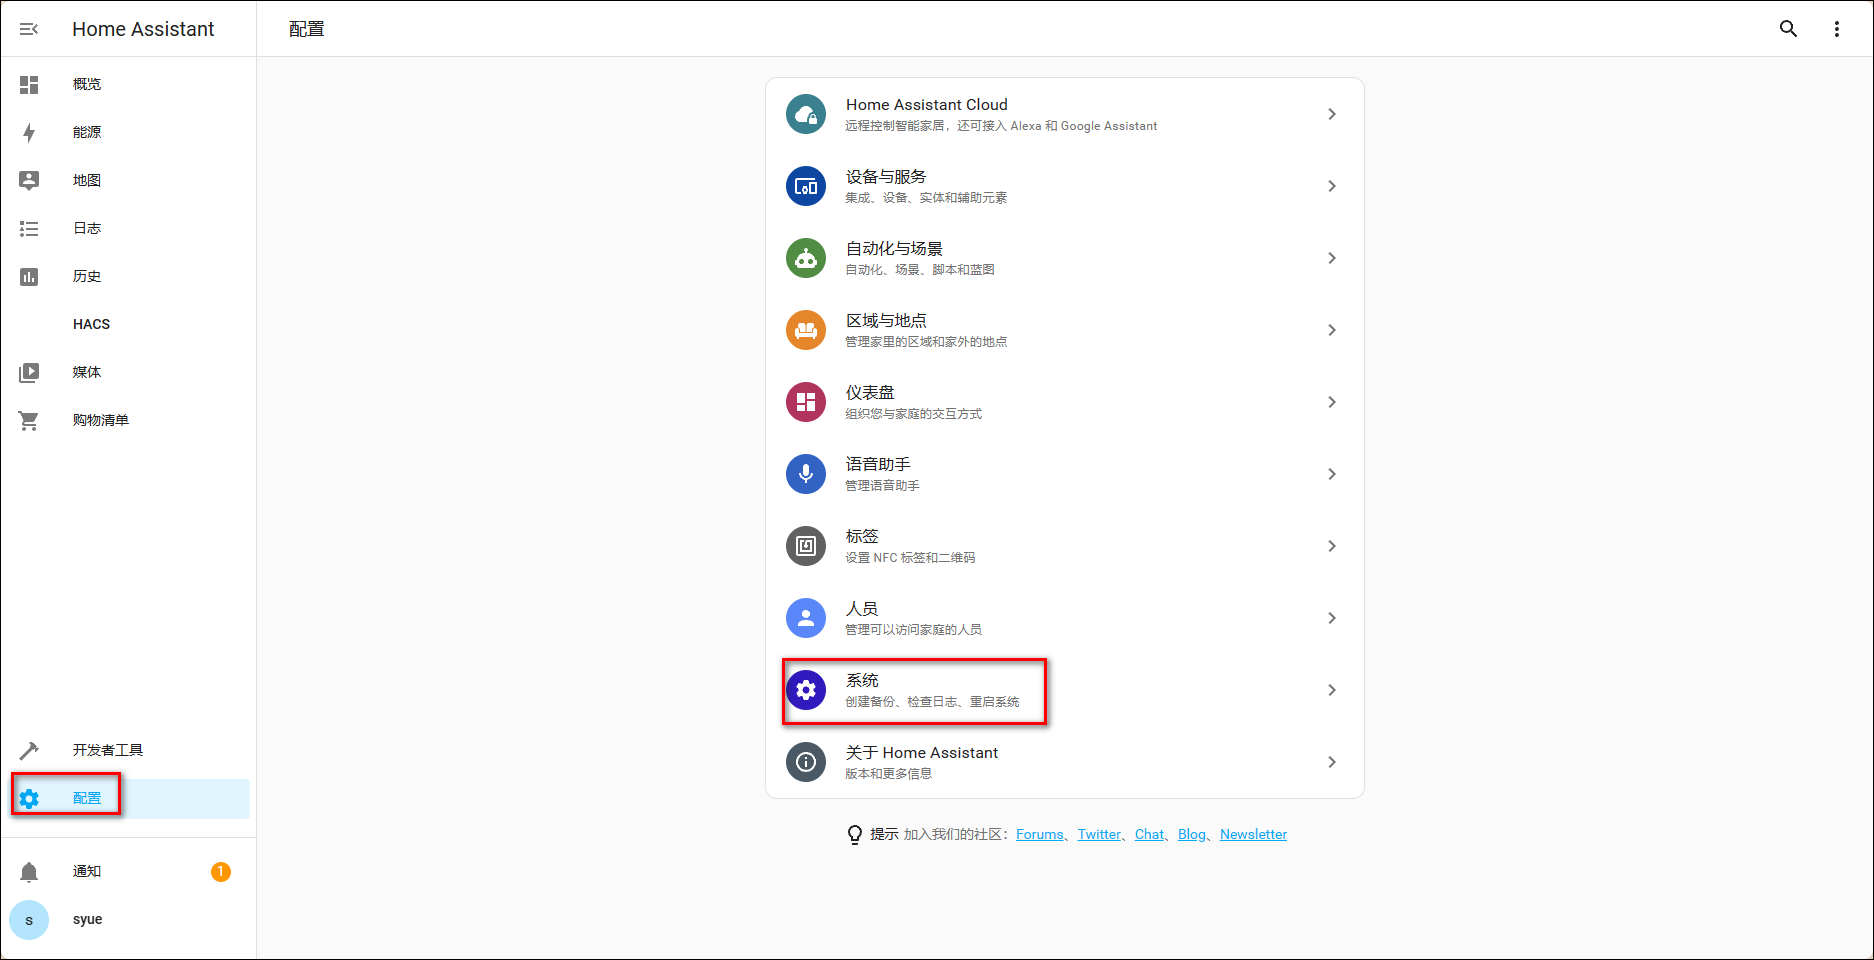 Home Assistant
配置
概览
能源
地图
日志
历史
HACS
媒体
购物清单
开发者工具
配置
通知
1
s
syue
Home Assistant Cloud
远程控制智能家居，还可接入 Alexa 和 Google Assistant
设备与服务
集成、设备、实体和辅助元素
自动化与场景
自动化、场景、脚本和蓝图
区域与地点
管理家里的区域和家外的地点
仪表盘
组织您与家庭的交互方式
语音助手
管理语音助手
标签
设置 NFC 标签和二维码
人员
管理可以访问家庭的人员
系统
创建备份、检查日志、重启系统
关于 Home Assistant
版本和更多信息
提示 加入我们的社区：Forums、Twitter、Chat、Blog、Newsletter